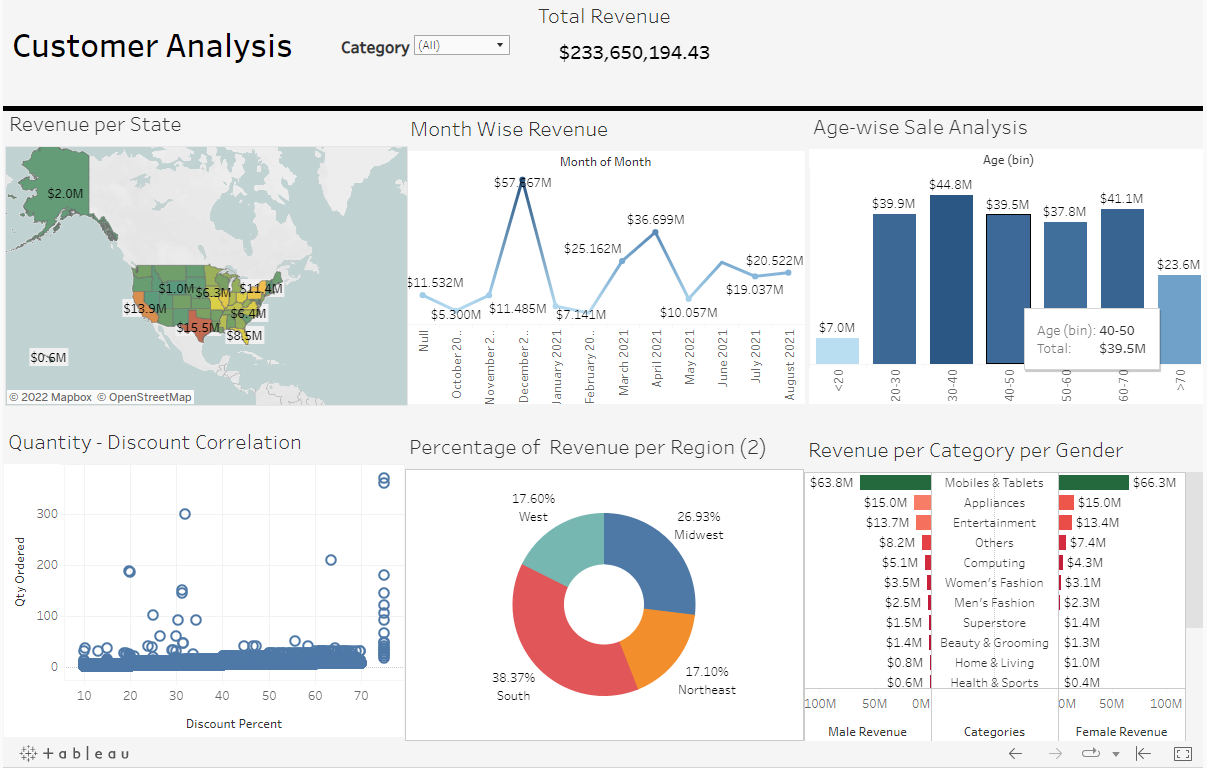 Total Revenue
Customer Analysis
Category
(All)
$233,650,194.43
Revenue per State
Month Wise Revenue
Age-wise Sale Analysis
$2.0M
$1.0M
$6.3M
$11.4M
$13.9M
$6.4M
$15.5M
$8.5M
$0.6M
© 2022 Mapbox © OpenStreetMap
Month of Month
$11.532M
$5.300M
$11.485M
$7.141M
$25.162M
$36.699M
$10.057M
$19.037M
$20.522M
Null
October 20..
November 2..
December 2..
January 2021
February 20..
March 2021
April 2021
May 2021
June 2021
July 2021
August 2021
Age (bin)
$7.0M
$39.9M
$44.8M
$39.5M
$37.8M
$41.1M
$23.6M
Age (bin): 40-50
Total: $39.5M
<20
20-30
30-40
40-50
50-60
60-70
>70
Quantity - Discount Correlation
Percentage of Revenue per Region (2)
Revenue per Category per Gender
Qty Ordered
300
200
100
0
10 20 30 40 50 60 70
Discount Percent
17.60%
West
26.93%
Midwest
38.37%
South
17.10%
Northeast
$63.8M Mobiles & Tablets $66.3M
$15.0M Appliances $15.0M
$13.7M Entertainment $13.4M
$8.2M Others $7.4M
$5.1M Computing $4.3M
$3.5M Women's Fashion $3.1M
$2.5M Men's Fashion $2.3M
$1.5M Superstore $1.4M
$1.4M Beauty & Grooming $1.3M
$0.8M Home & Living $1.0M
$0.6M Health & Sports $0.4M
100M 50M 0M 0M 50M 100M
Male Revenue Categories Female Revenue
+ a b l e a u